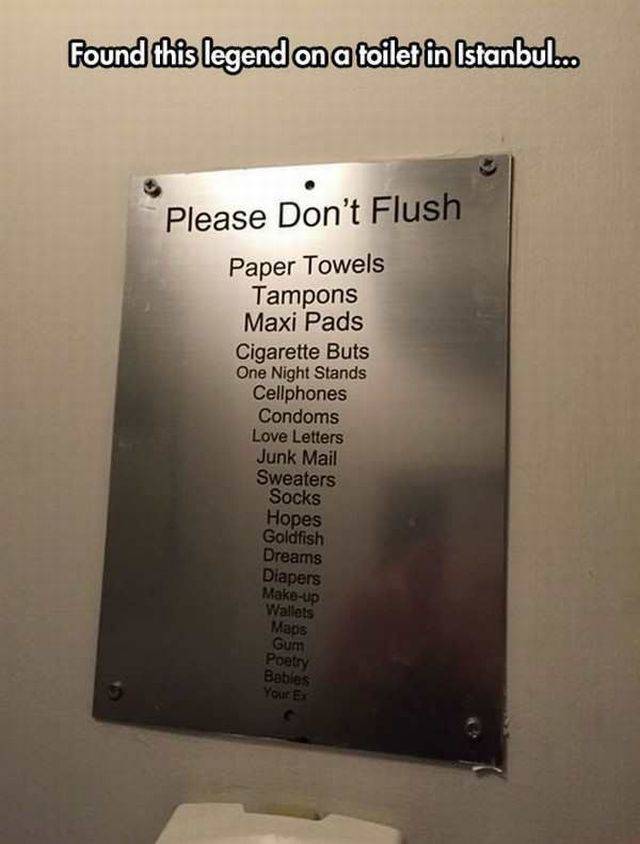 Found this legend on a toilet in Istanbul...
Please Don't Flush
Paper Towels
Tampons
Maxi Pads
Cigarette Buts
One Night Stands
Cellphones
Condoms
Love Letters
Junk Mail
Sweaters
Socks
Hopes
Goldfish
Dreams
Diapers
Make-up
Wallets
Maps
Gum
Poetry
Babies
Your Ex